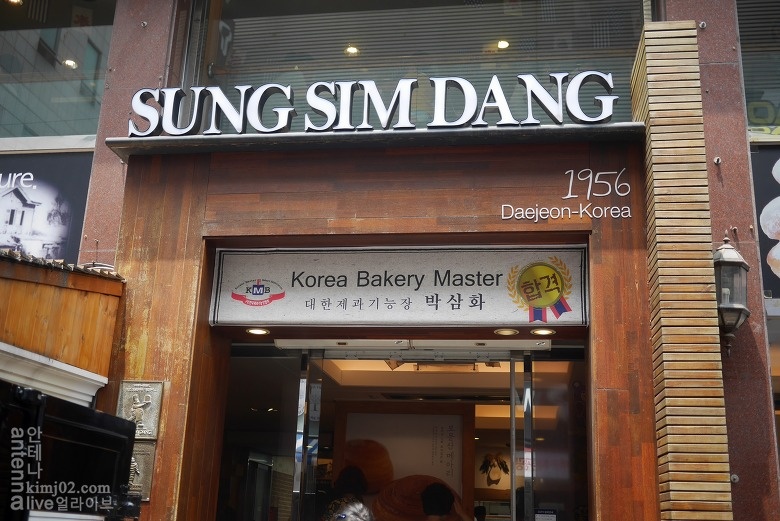 SUNG SIM DANG
ure.
1956
Daejeon-Korea
KMB
Korea Bakery Master
대한제과기능장 박삼화
합격
안테나
antenna
kimj02.com
alive얼라이브